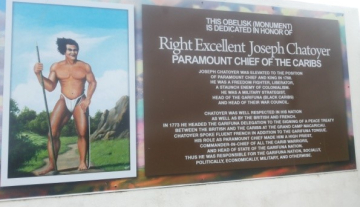 THIS OBELISK (MONUMENT)
IS DEDICATED IN HONOR OF
Right Excellent Joseph Chatoyer
PARAMOUNT CHIEF OF THE CARIBS
JOSEPH CHATOYER WAS ELEVATED TO THE POSITION
OF PARAMOUNT CHIEF AND KING IN
HE WAS A FREEDOM FIGHTER, LIBERATOR,
A STAUNCH ENEMY OF COLONIALISM.
HE WAS A MILITARY STRATEGIST,
HEAD OF THE GARIFUNA (BLACK CARIBS)
AND HEAD OF THEIR WAR COUNCIL.
CHATOYER WAS WELL RESPECTED IN HIS NATION
AS WELL AS BY THE BRITISH AND FRENCH.
IN 1773 HE HEADED THE GARIFUNA DELEGATION TO THE SIGNING OF A PEACE TREATY
BETWEEN THE BRITISH AND THE CARIBS AT THE GRAND CAMP
CHATOYER SPOKE FLUENT FRENCH IN ADDITION TO THE GARIFUNA TONGUE.
HIS ROLE AS PARAMOUNT CHIEF MADE HIM A HIGH PRIEST,
COMMANDER-IN-CHIEF OF ALL THE CARIB WARRIORS,
AND HEAD OF STATE OF THE GARIFUNA NATION.
THUS HE WAS RESPONSIBLE FOR THE GARIFUNA NATION, SOCIALLY,
POLITICALLY, ECONOMICALLY, MILITARILY, AND OTHERWISE.